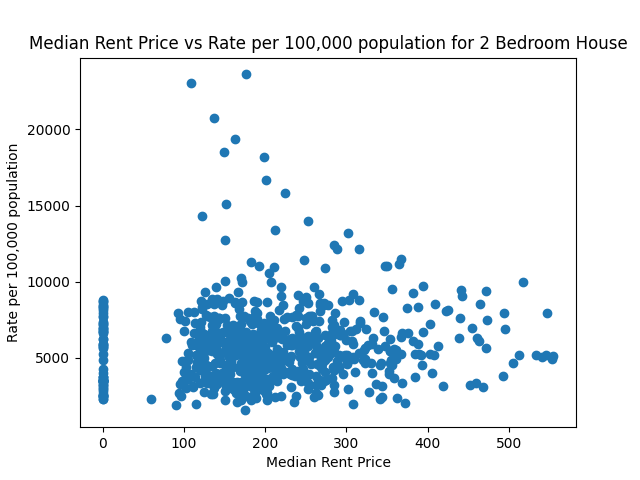 Median Rent Price vs Rate per 100,000 population for 2 Bedroom House
Rate per 100,000 population
20000
15000
10000
5000
0 100 200 300 400 500
Median Rent Price